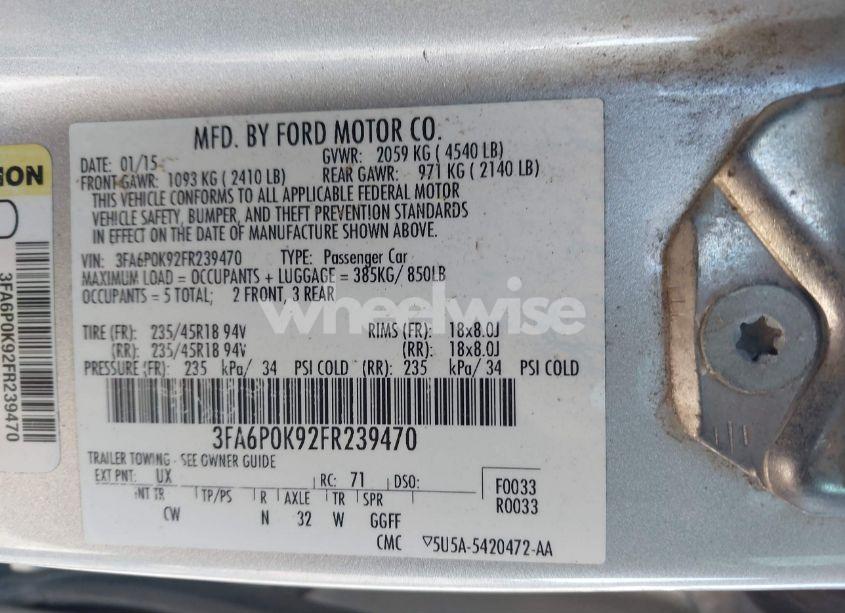 MFD. BY FORD MOTOR CO.
DATE: 01/15 GVWR: 2059 KG ( 4540 LB)
FRONT GAWR: 1093 KG ( 2410 LB) REAR GAWR: 971 KG ( 2140 LB)
THIS VEHICLE CONFORMS TO ALL APPLICABLE FEDERAL MOTOR
VEHICLE SAFETY, BUMPER, AND THEFT PREVENTION STANDARDS
IN EFFECT ON THE DATE OF MANUFACTURE SHOWN ABOVE.
VIN: 3FA6P0K92FR239470 TYPE: Passenger Car
MAXIMUM LOAD = OCCUPANTS + LUGGAGE = 385KG/ 850LB
OCCUPANTS = 5 TOTAL; 2 FRONT, 3 REAR
wheelwise
TIRE (FR): 235/45R18 94V RIMS (FR): 18x8.0J
(RR): 235/45R18 94V (RR): 18x8.0J
PRESSURE (FR): 235 kPa/ 34 PSI COLD (RR): 235 kPa/ 34 PSI COLD
3FA6P0K92FR239470
TRAILER TOWING - SEE OWNER GUIDE
EXT PNT: UX RC: 71 DSO: F0033
R0033
INT TR TP/PS R AXLE TR SPR
CW N 32 W GGFF
CMC ▽5U5A-5420472-AA
3FA6P0K92FR239470